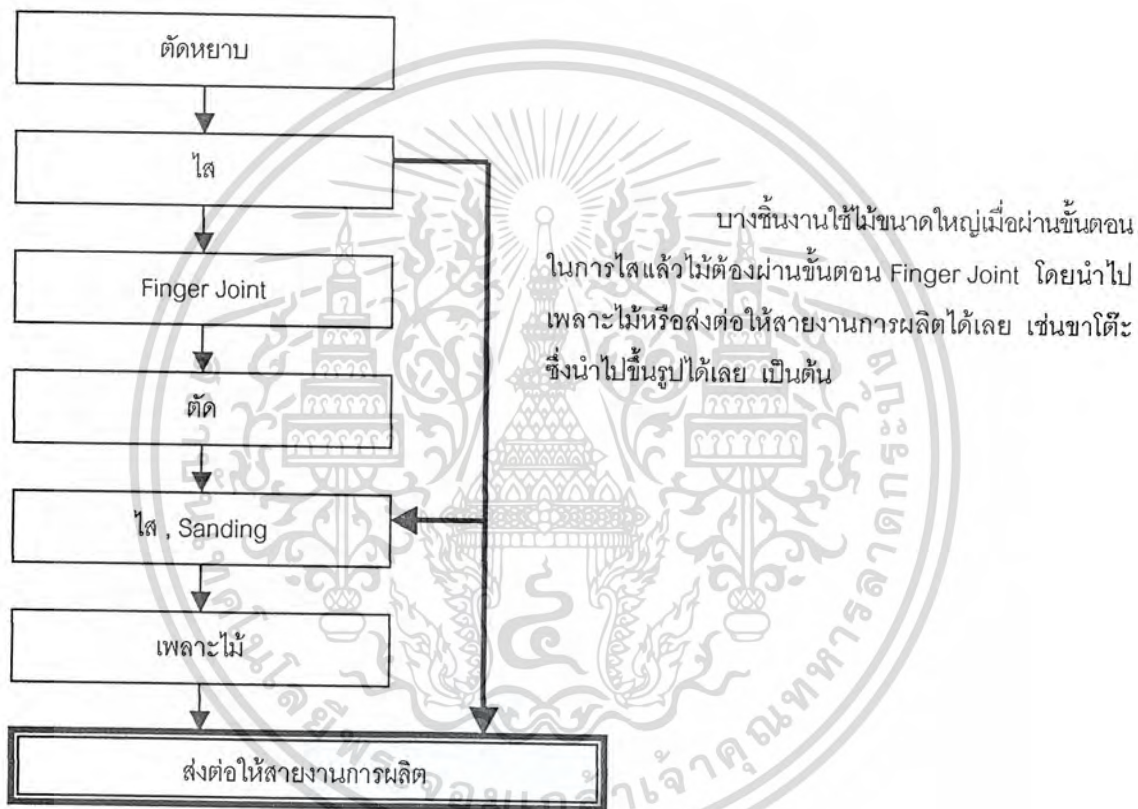 ตัดหยาบ
ไส
Finger Joint
ตัด
ไส , Sanding
เพลาะไม้
ส่งต่อให้สายงานการผลิต
บางชิ้นงานใช้ไม้ขนาดใหญ่เมื่อผ่านขั้นตอน
ในการไสแล้วไม้ต้องผ่านขั้นตอน Finger Joint โดยนำไป
เพลาะไม้หรือส่งต่อให้สายงานการผลิตได้เลย เช่นขาโต๊ะ
ซึ่งนำไปขึ้นรูปได้เลย เป็นต้น